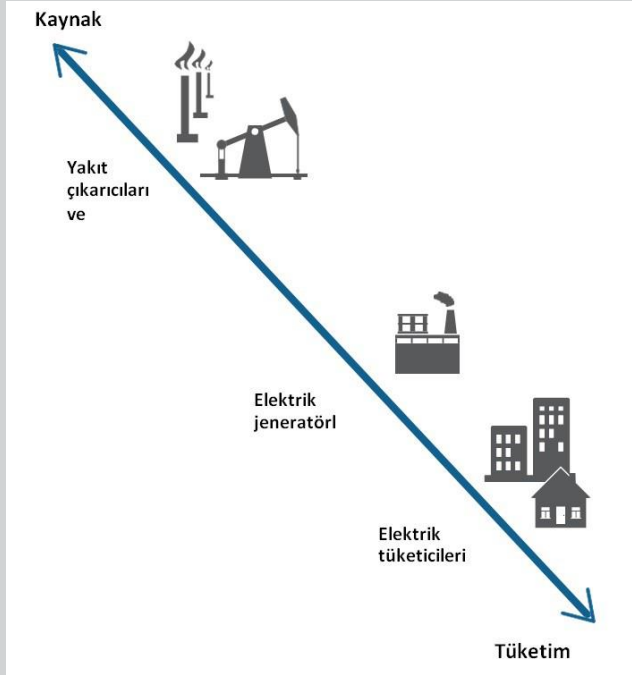 Kaynak
Yakıt
çıkarıcıları
ve
Elektrik
jeneratörl
Elektrik
tüketicileri
Tüketim